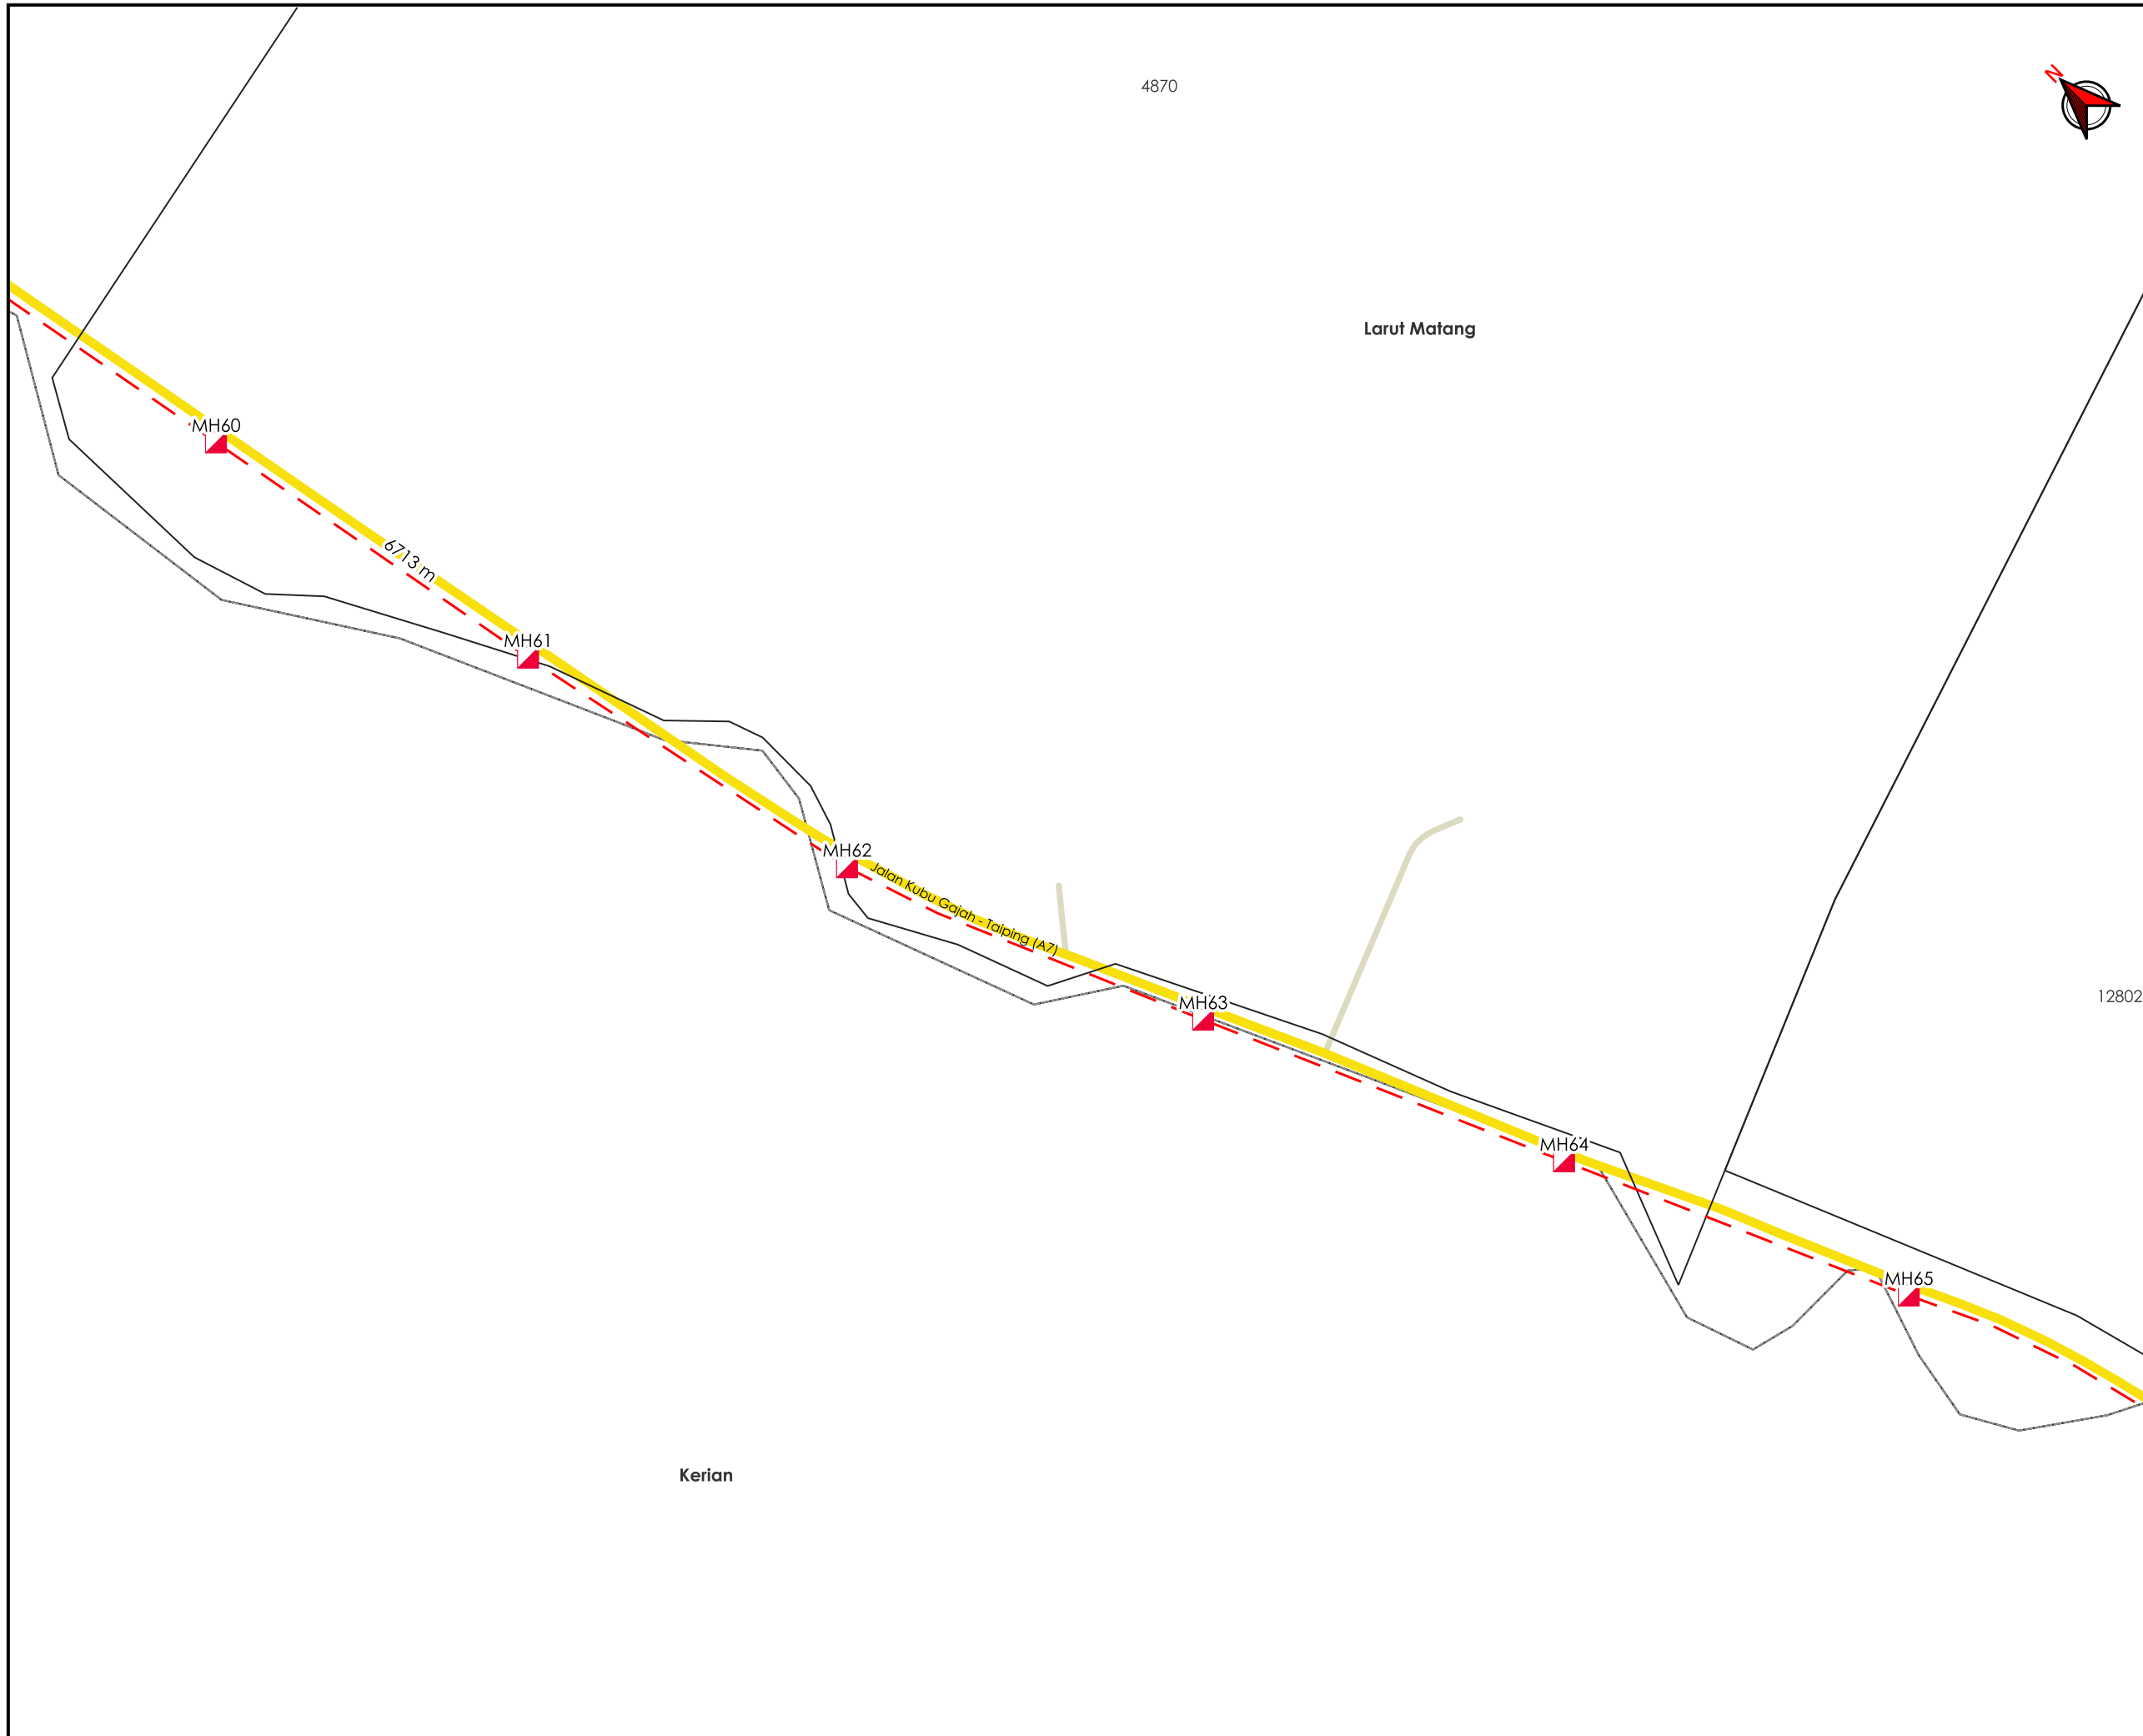 4870
N
Larut Matang
MH60
6713 m
MH61
MH62
Jalan Kubu Gajah - Taiping (A7)
12802
MH63
MH64
MH65
Kerian